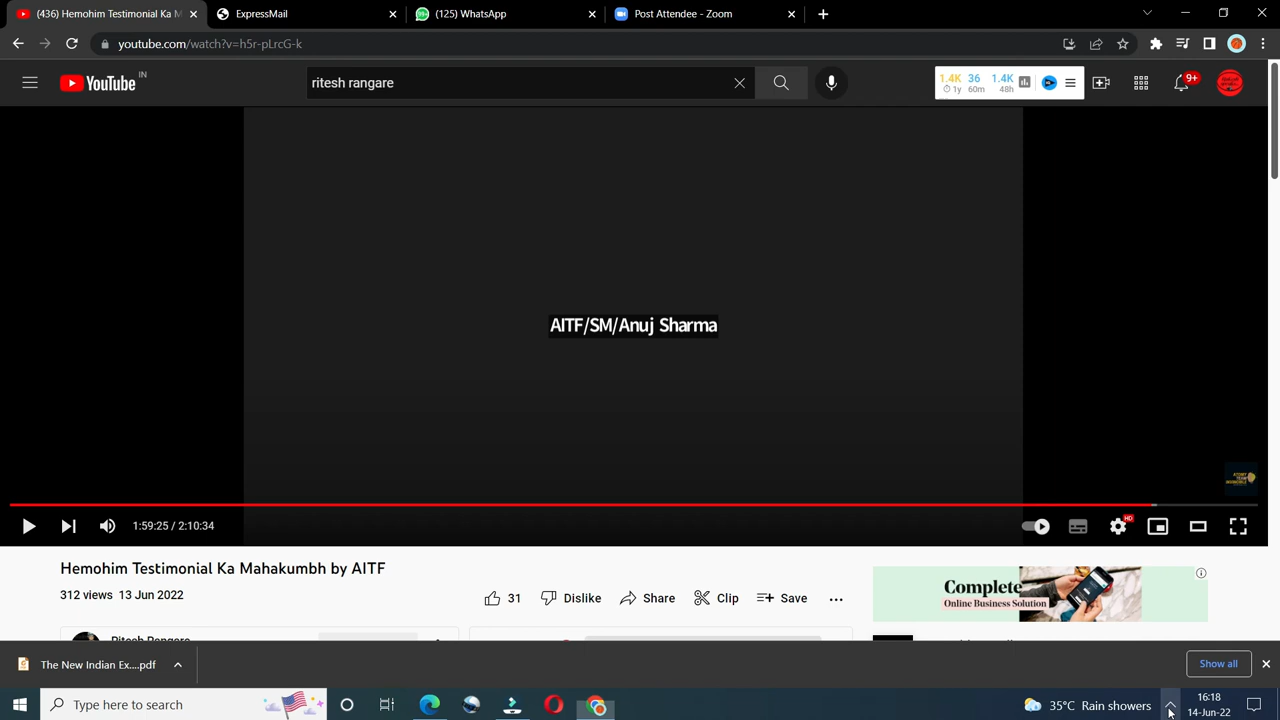 (436) Hemohim Testimonial Ka M
ExpressMail
99+ (125) WhatsApp
Post Attendee - Zoom
youtube.com/watch?v=h5r-pLrcG-k
YouTube IN
ritesh rangare
1.4K 36 1.4K
1y 60m 48h
9+
AITF/SM/Anuj Sharma
1:59:25 / 2:10:34
HD
Hemohim Testimonial Ka Mahakumbh by AITF
312 views 13 Jun 2022
31 Dislike Share Clip Save
Complete
Online Business Solution
Ritesh Rangare
The New Indian Ex....pdf
Show all
Type here to search
35°C Rain showers
16:18
14-Jun-22